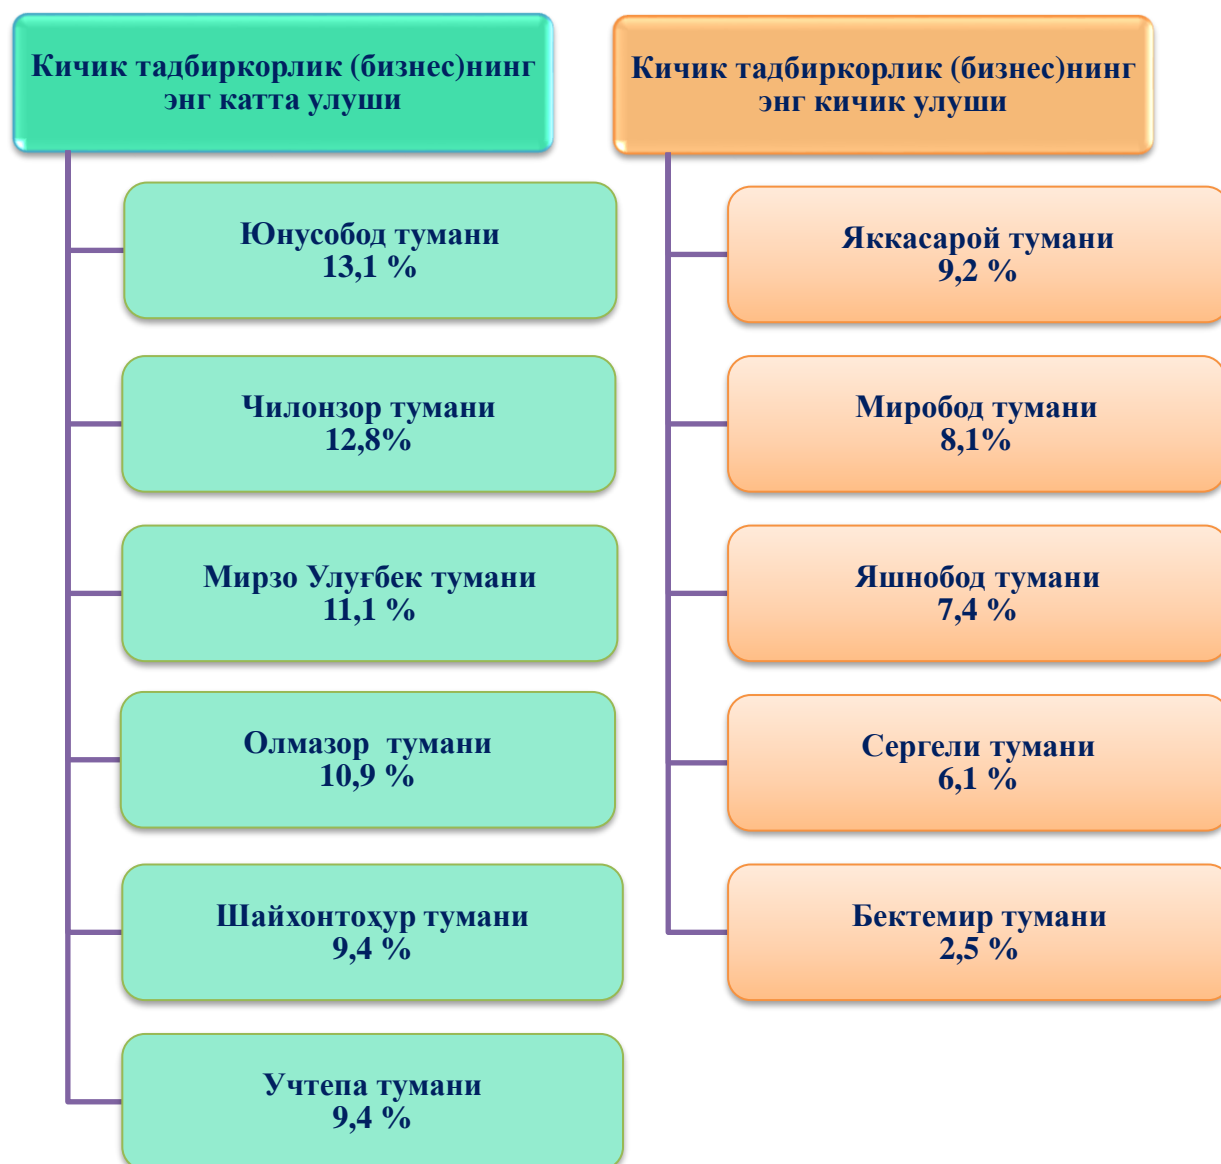 Кичик тадбиркорлик (бизнес)нинг
энг катта улуши
Юнусобод тумани
13,1 %
Чилонзор тумани
12,8%
Мирзо Улуғбек тумани
11,1 %
Олмазор тумани
10,9 %
Шайхонтоҳур тумани
9,4 %
Учтепа тумани
9,4 %
Кичик тадбиркорлик (бизнес)нинг
энг кичик улуши
Яккасарой тумани
9,2 %
Миробод тумани
8,1%
Яшнобод тумани
7,4 %
Сергели тумани
6,1 %
Бектемир тумани
2,5 %